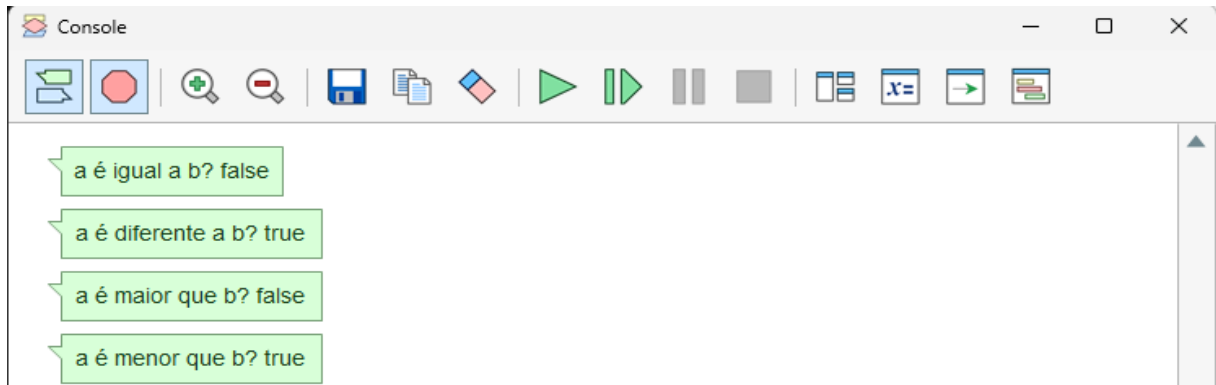 Console
x=
a é igual a b? false
a é diferente a b? true
a é maior que b? false
a é menor que b? true